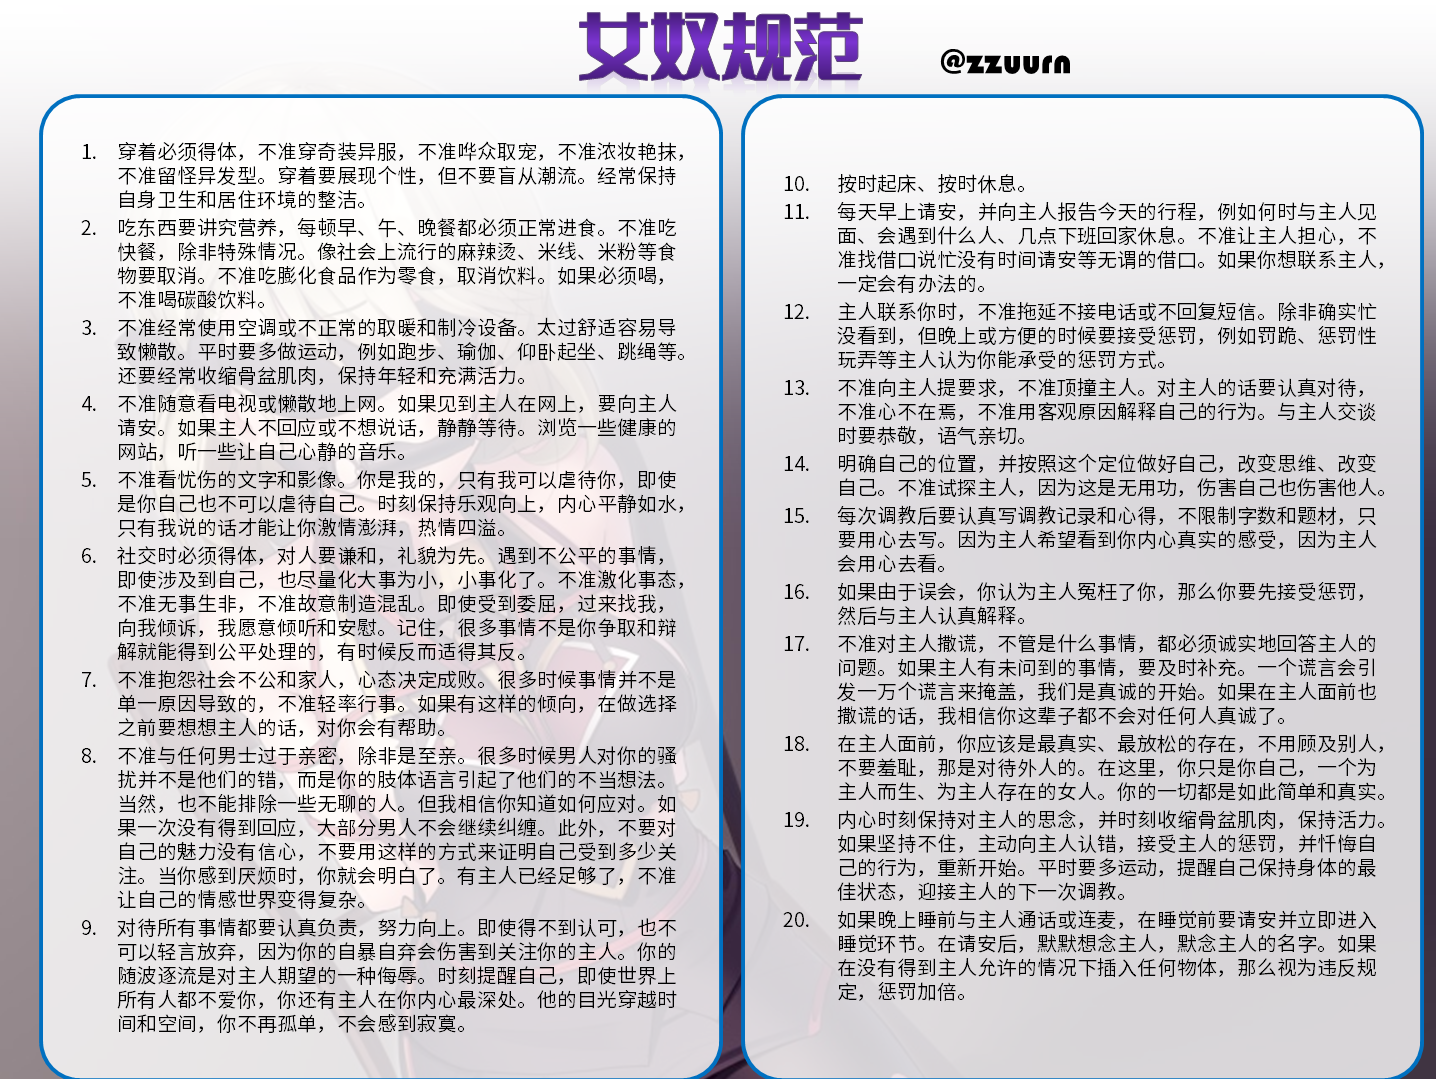 女奴规范
@zzuurn
1. 穿着必须得体，不准穿奇装异服，不准哗众取宠，不准浓妆艳抹，
不准留怪异发型。穿着要展现个性，但不要盲从潮流。经常保持
自身卫生和居住环境的整洁。
2. 吃东西要讲究营养，每顿早、午、晚餐都必须正常进食。不准吃
快餐，除非特殊情况。像社会上流行的麻辣烫、米线、米粉等食
物要取消。不准吃膨化食品作为零食，取消饮料。如果必须喝，
不准喝碳酸饮料。
3. 不准经常使用空调或不正常的取暖和制冷设备。太过舒适容易导
致懒散。平时要多做运动，例如跑步、瑜伽、仰卧起坐、跳绳等。
还要经常收缩骨盆肌肉，保持年轻和充满活力。
4. 不准随意看电视或懒散地上网。如果见到主人在网上，要向主人
请安。如果主人不回应或不想说话，静静等待。浏览一些健康的
网站，听一些让自己心静的音乐。
5. 不准看忧伤的文字和影像。你是我的，只有我可以虐待你，即使
是你自己也不可以虐待自己。时刻保持乐观向上，内心平静如水，
只有我说的话才能让你激情澎湃，热情四溢。
6. 社交时必须得体，对人要谦和，礼貌为先。遇到不公平的事情，
即使涉及到自己，也尽量化大事为小，小事化了。不准激化事态，
不准无事生非，不准故意制造混乱。即使受到委屈，过来找我，
向我倾诉，我愿意倾听和安慰。记住，很多事情不是你争取和辩
解就能得到公平处理的，有时候反而适得其反。
7. 不准抱怨社会不公和家人，心态决定成败。很多时候事情并不是
单一原因导致的，不准轻率行事。如果有这样的倾向，在做选择
之前要想想主人的话，对你会有帮助。
8. 不准与任何男士过于亲密，除非是至亲。很多时候男人对你的骚
扰并不是他们的错，而是你的肢体语言引起了他们的不当想法。
当然，也不能排除一些无聊的人。但我相信你知道如何应对。如
果一次没有得到回应，大部分男人不会继续纠缠。此外，不要对
自己的魅力没有信心，不要用这样的方式来证明自己受到多少关
注。当你感到厌烦时，你就会明白了。有主人已经足够了，不准
让自己的情感世界变得复杂。
9. 对待所有事情都要认真负责，努力向上。即使得不到认可，也不
可以轻言放弃，因为你的自暴自弃会伤害到关注你的主人。你的
随波逐流是对主人期望的一种侮辱。时刻提醒自己，即使世界上
所有人都不爱你，你还有主人在你内心最深处。他的目光穿越时
间和空间，你不再孤单，不会感到寂寞。
10. 按时起床、按时休息。
11. 每天早上请安，并向主人报告今天的行程，例如何时与主人见
面、会遇到什么人、几点下班回家休息。不准让主人担心，不
准找借口说忙没有时间请安等无谓的借口。如果你想联系主人，
一定会有办法的。
12. 主人联系你时，不准拖延不接电话或不回复短信。除非确实忙
没看到，但晚上或方便的时候要接受惩罚，例如罚跪、惩罚性
玩弄等主人认为你能承受的惩罚方式。
13. 不准向主人提要求，不准顶撞主人。对主人的话要认真对待，
不准心不在焉，不准用客观原因解释自己的行为。与主人交谈
时要恭敬，语气亲切。
14. 明确自己的位置，并按照这个定位做好自己，改变思维、改变
自己。不准试探主人，因为这是无用功，伤害自己也伤害他人。
15. 每次调教后要认真写调教记录和心得，不限制字数和题材，只
要用心去写。因为主人希望看到你内心真实的感受，因为主人
会用心去看。
16. 如果由于误会，你认为主人冤枉了你，那么你要先接受惩罚，
然后与主人认真解释。
17. 不准对主人撒谎，不管是什么事情，都必须诚实地回答主人的
问题。如果主人有未问到的事情，要及时补充。一个谎言会引
发一万个谎言来掩盖，我们是真诚的开始。如果在主人面前也
撒谎的话，我相信你这辈子都不会对任何人真诚了。
18. 在主人面前，你应该是最真实、最放松的存在，不用顾及别人，
不要羞耻，那是对待外人的。在这里，你只是你自己，一个为
主人而生、为主人存在的女人。你的一切都是如此简单和真实。
19. 内心时刻保持对主人的思念，并时刻收缩骨盆肌肉，保持活力。
如果坚持不住，主动向主人认错，接受主人的惩罚，并忏悔自
己的行为，重新开始。平时要多运动，提醒自己保持身体的最
佳状态，迎接主人的下一次调教。
20. 如果晚上睡前与主人通话或连麦，在睡觉前要请安并立即进入
睡觉环节。在请安后，默默想念主人，默念主人的名字。如果
在没有得到主人允许的情况下插入任何物体，那么视为违反规
定，惩罚加倍。